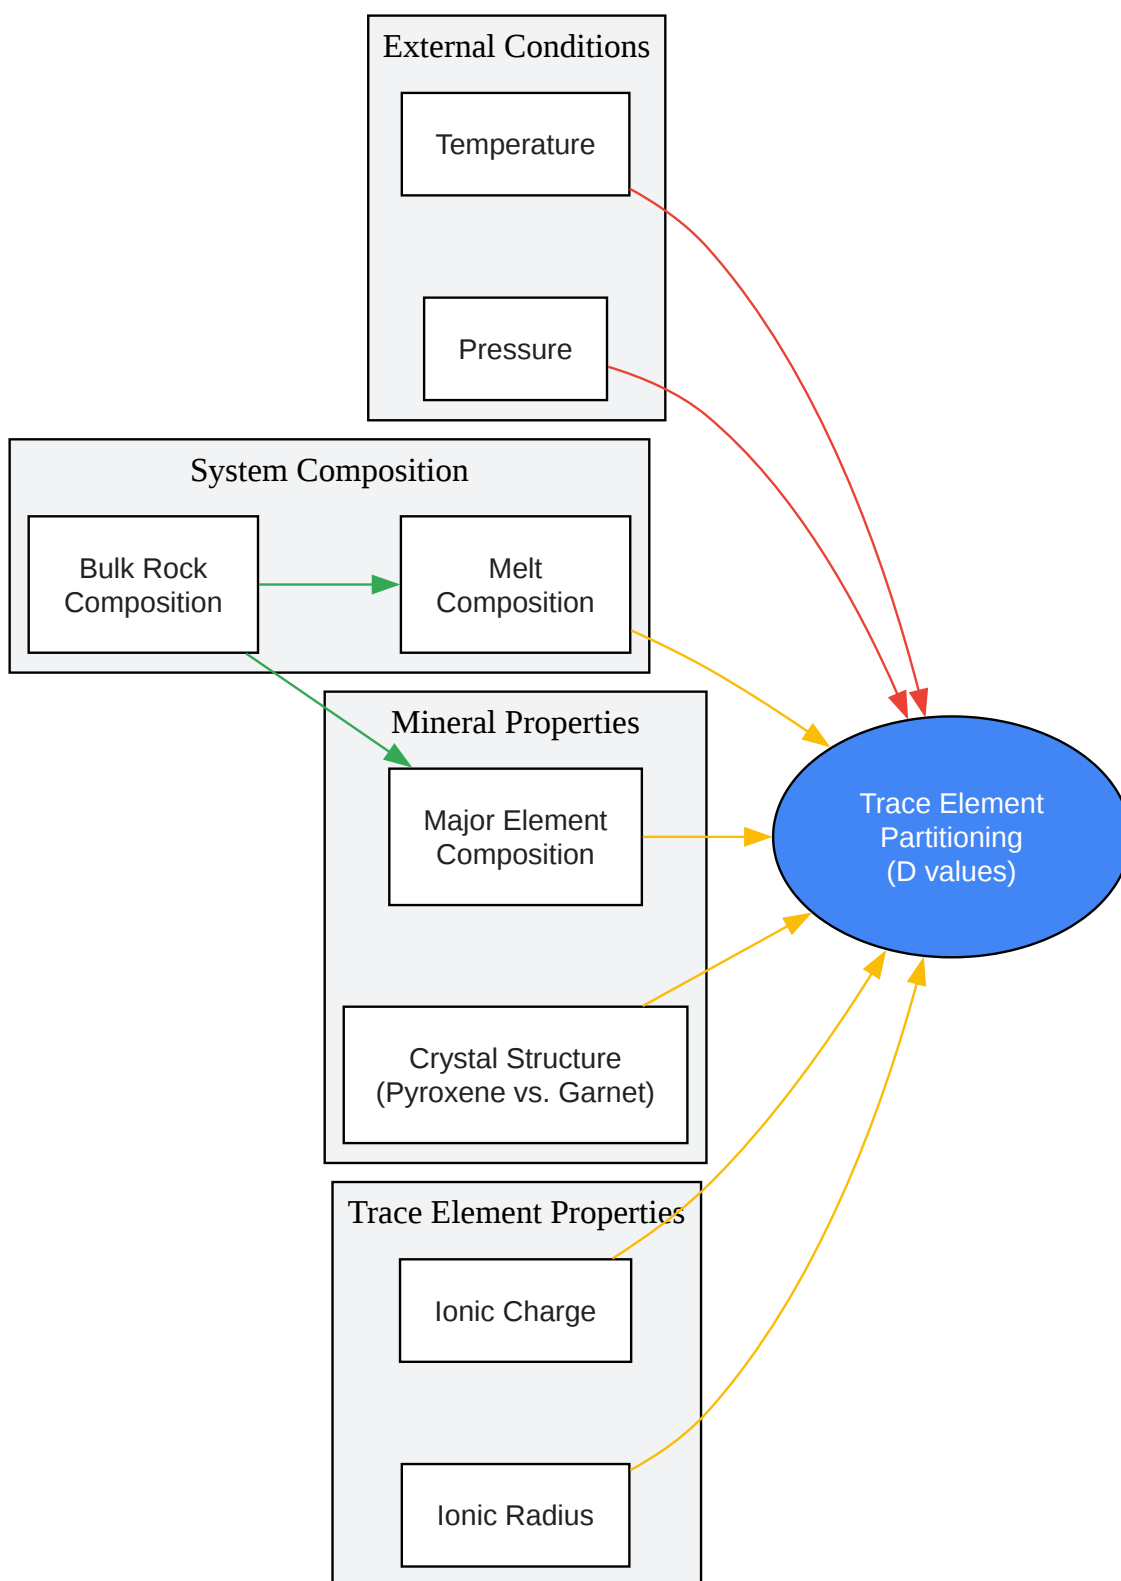 External Conditions
Temperature
Pressure
System Composition
Bulk Rock
Composition
Melt
Composition
Mineral Properties
Major Element
Composition
Crystal Structure
(Pyroxene vs. Garnet)
Trace Element
Partitioning
(D values)
Trace Element Properties
Ionic Charge
Ionic Radius